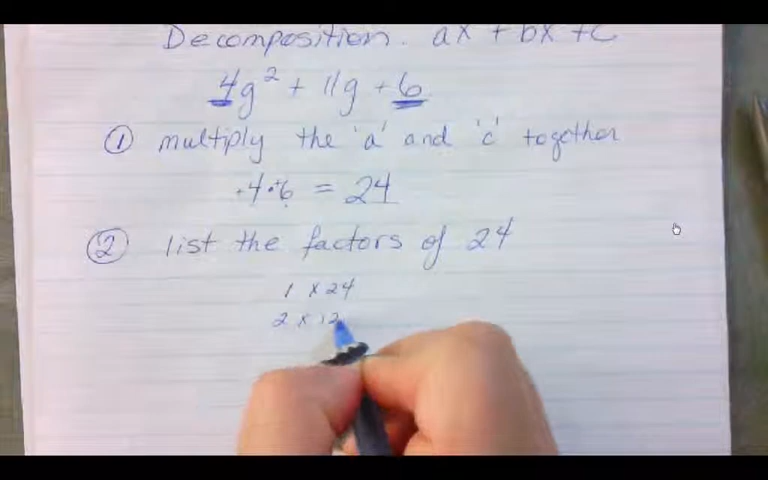 Decomposition. ax + bx + c
4g² + 11g + 6
① multiply the 'a' and 'c' together
+4·+6 = 24
② list the factors of 24
1 x 24
2 x 12